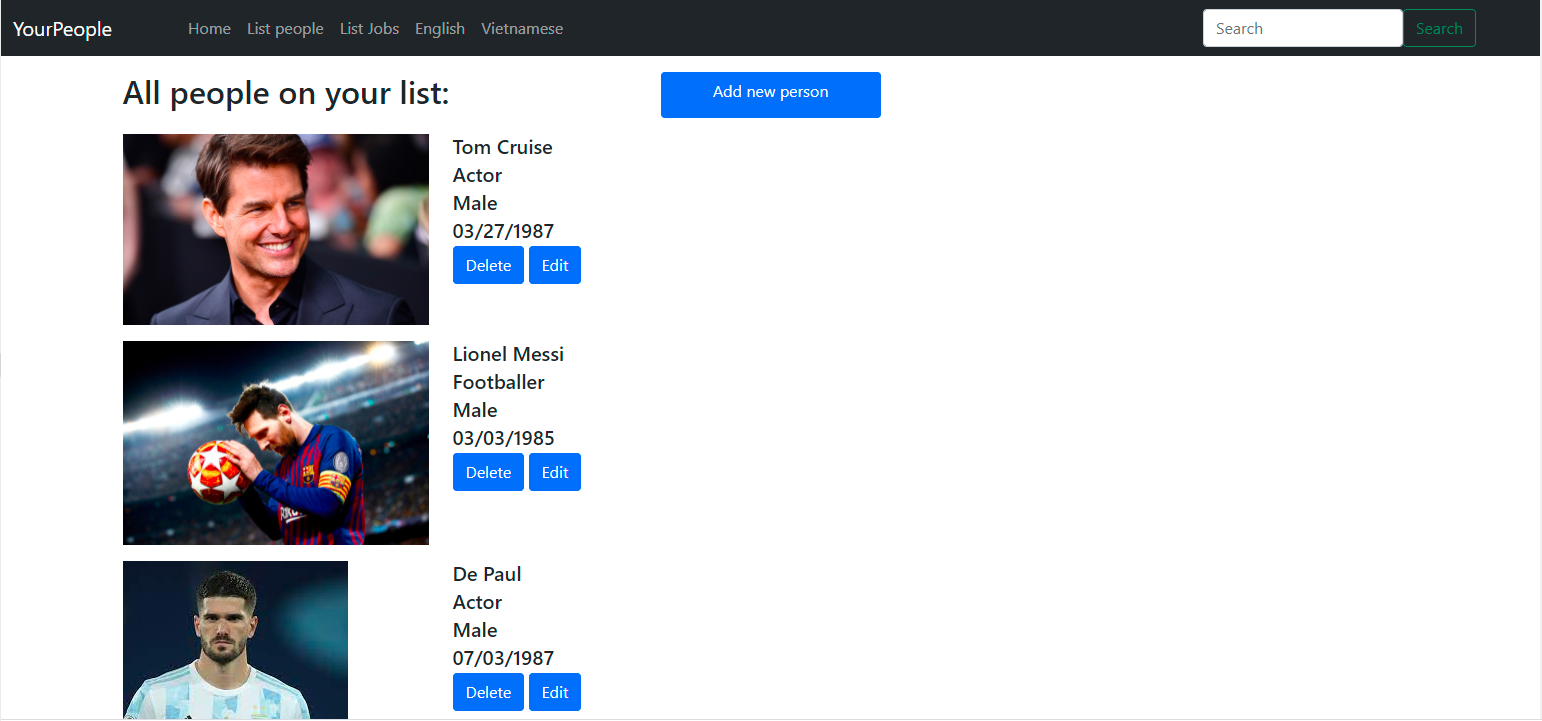 YourPeople Home List people List Jobs English Vietnamese Search Search
All people on your list: Add new person
Tom Cruise
Actor
Male
03/27/1987
Delete Edit
Lionel Messi
Footballer
Male
03/03/1985
Delete Edit
De Paul
Actor
Male
07/03/1987
Delete Edit